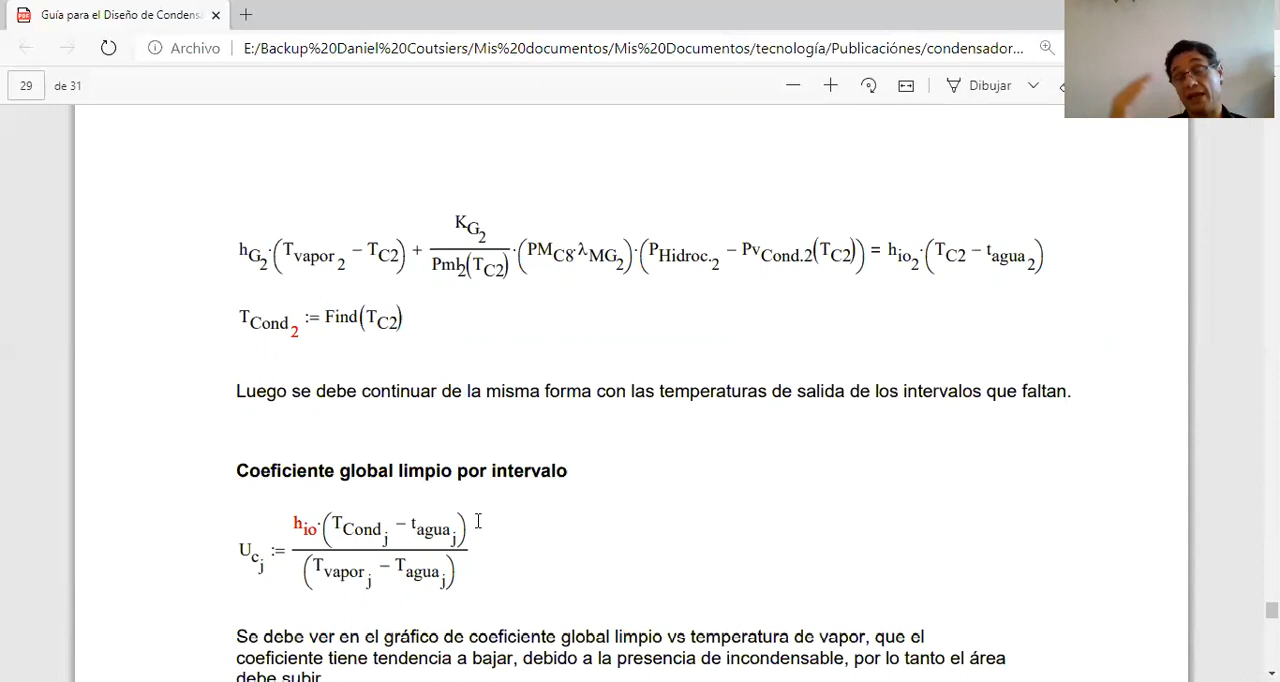 Guía para el Diseño de Condens
Archivo
E:/Backup%20Daniel%20Coutsiers/Mis%20documentos/Mis%20Documentos/tecnología/Publicaciónes/condensador...
29 de 31
Dibujar
hG2·(Tvapor2 − TC2) + KG2/Pmb2(TC2)·(PMC8·λMG2)·(PHidroc.2 − PvCond.2(TC2)) = hio2·(TC2 − tagua2)
TCond2 := Find(TC2)
Luego se debe continuar de la misma forma con las temperaturas de salida de los intervalos que faltan.
Coeficiente global limpio por intervalo
Ucj := hio·(TCondj − taguaj)/(Tvaporj − Taguaj)
Se debe ver en el gráfico de coeficiente global limpio vs temperatura de vapor, que el
coeficiente tiene tendencia a bajar, debido a la presencia de incondensable, por lo tanto el área
debe subir